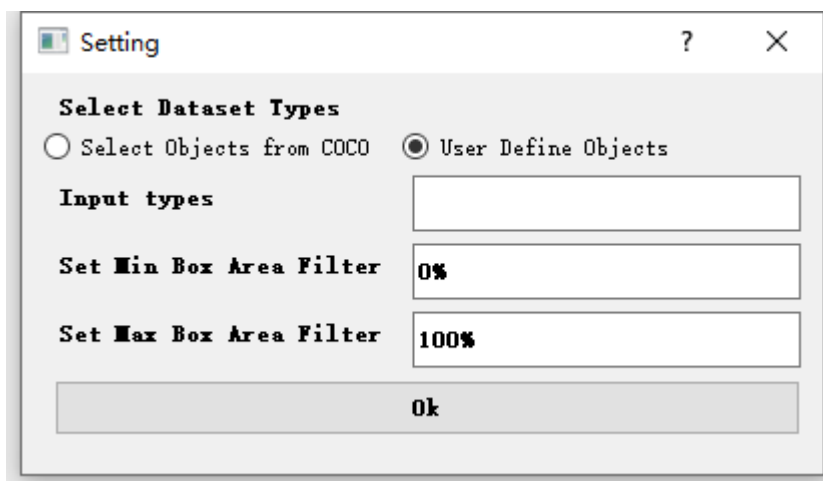 Setting ?
Select Dataset Types
Select Objects from COCO User Define Objects
Input types
Set Min Box Area Filter 0%
Set Max Box Area Filter 100%
Ok